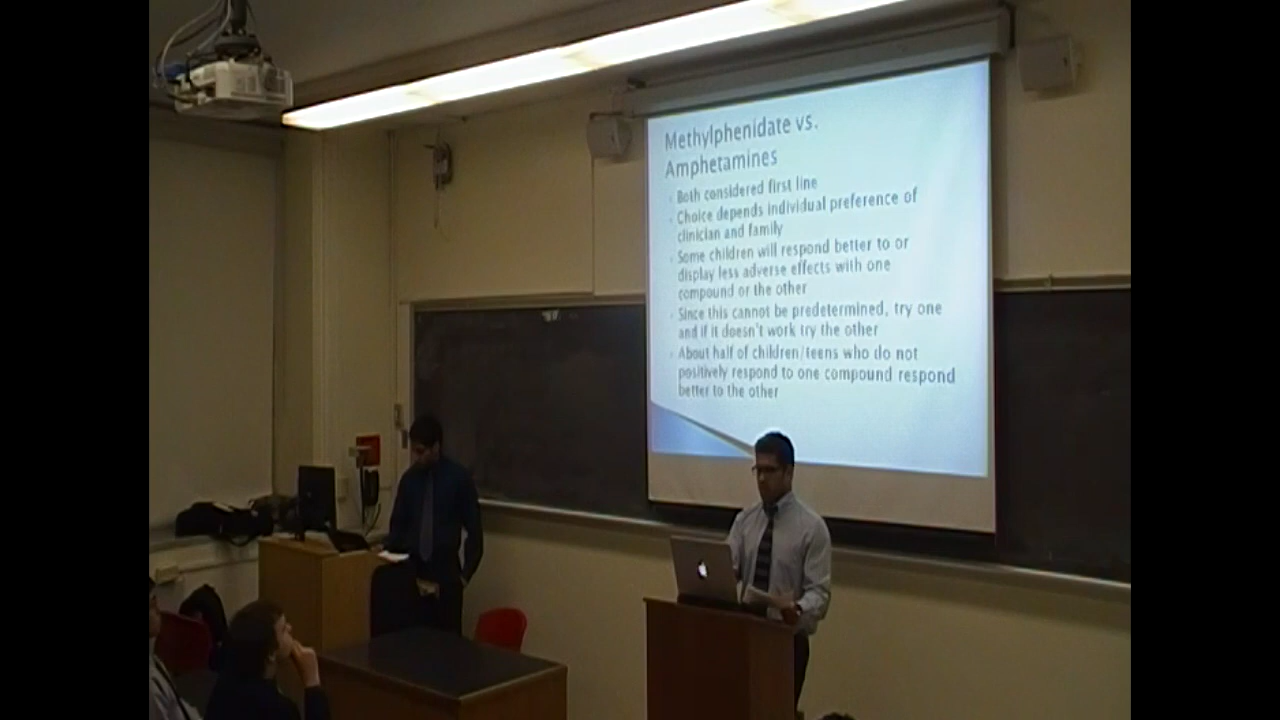 Methylphenidate vs.
Amphetamines
Both considered first line
Choice depends individual preference of
clinician and family
Some children will respond better to or
display less adverse effects with one
compound or the other
Since this cannot be predetermined, try one
and if it doesn't work try the other
About half of children/teens who do not
positively respond to one compound respond
better to the other